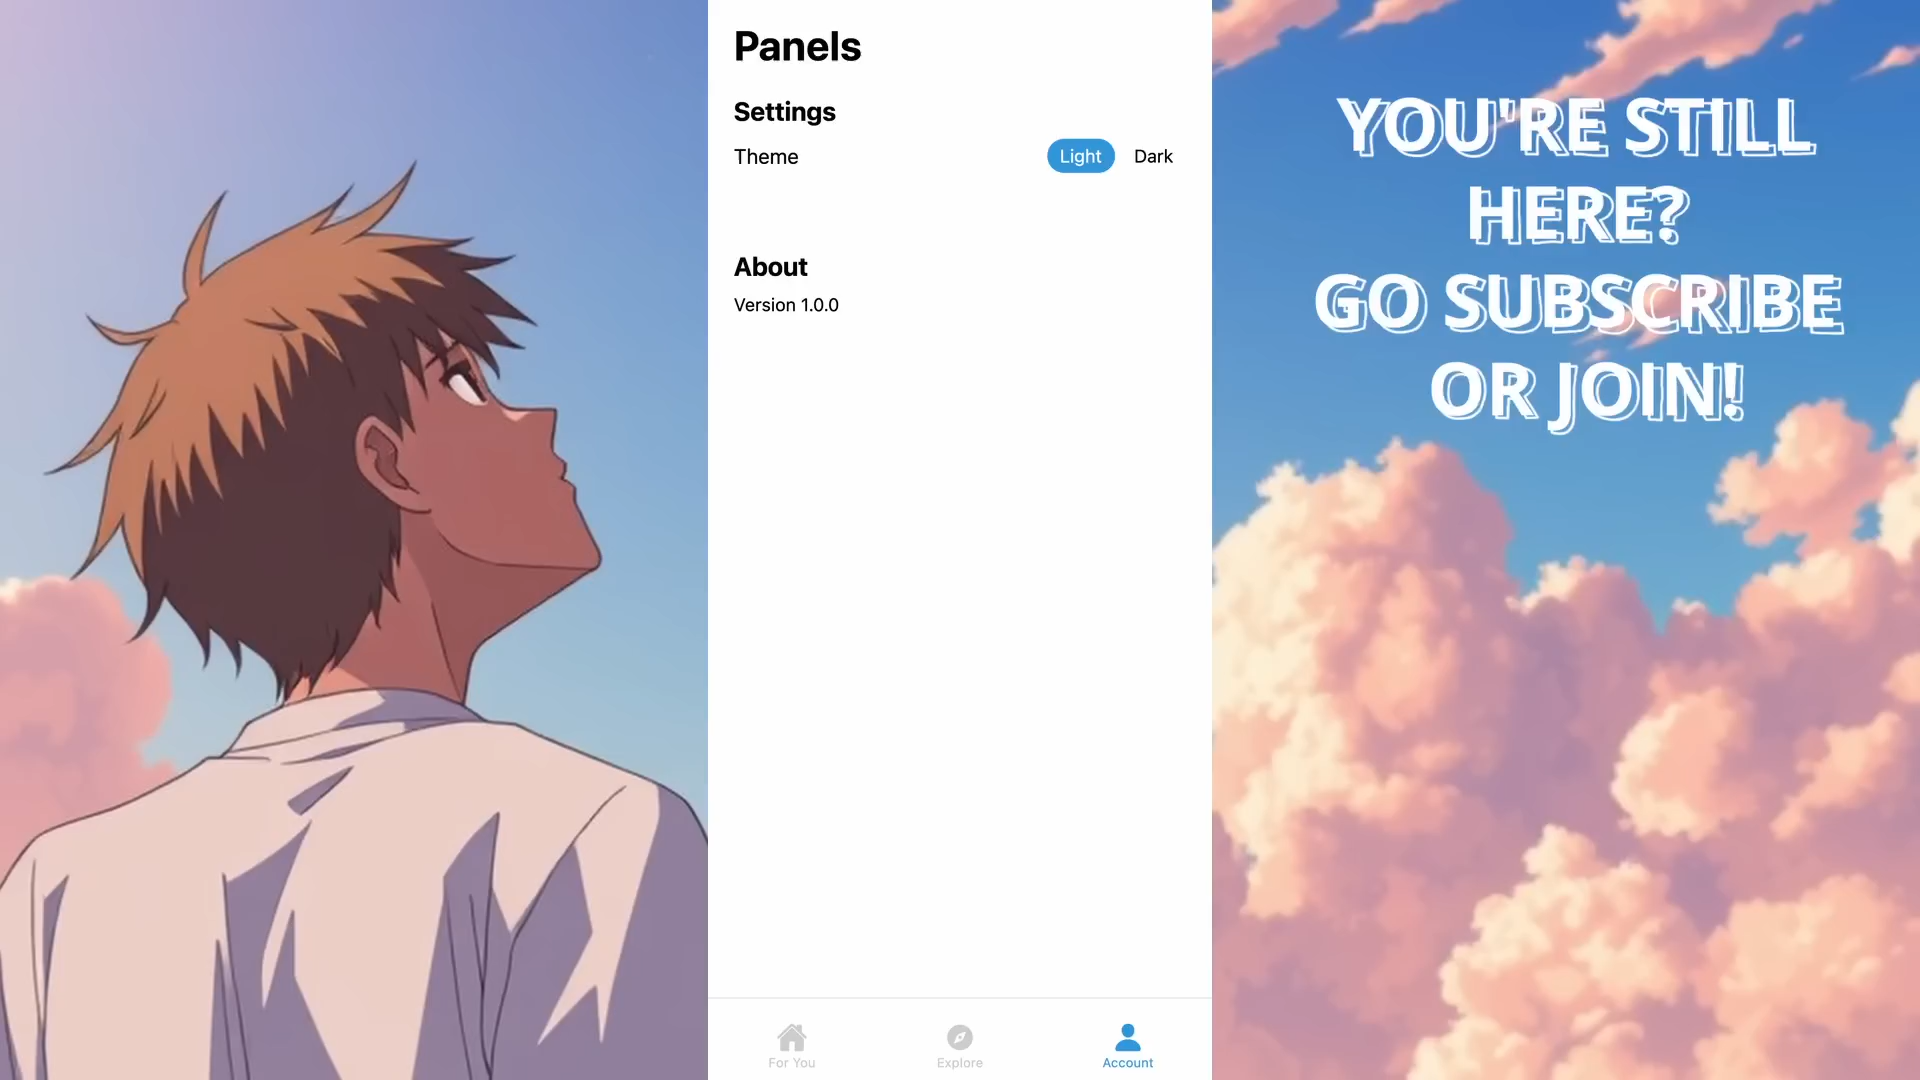 Panels
Settings
Theme
Light
Dark
About
Version 1.0.0
For You
Explore
Account
YOU'RE STILL
HERE?
GO SUBSCRIBE
OR JOIN!